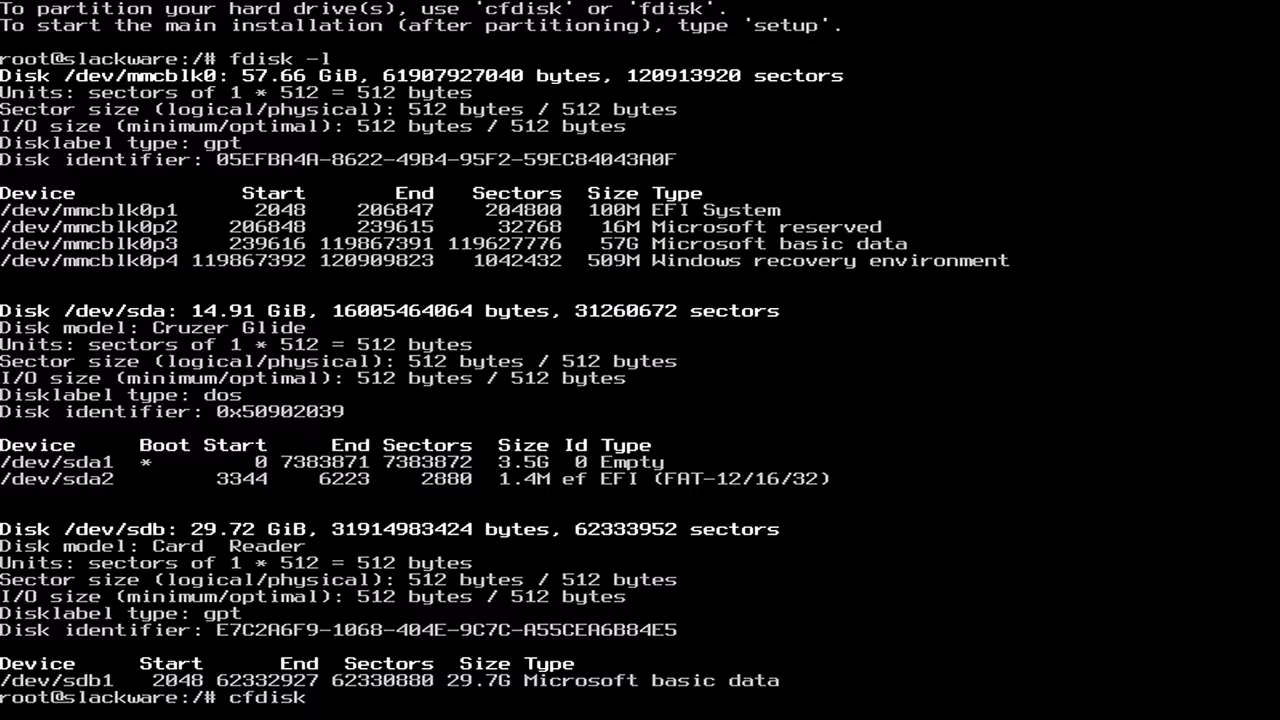 To partition your hard drive(s), use 'cfdisk' or 'fdisk'.
To start the main installation (after partitioning), type 'setup'.
root@slackware:/# fdisk -l
Disk /dev/mmcblk0: 57.66 GiB, 61907927040 bytes, 120913920 sectors
Units: sectors of 1 * 512 = 512 bytes
Sector size (logical/physical): 512 bytes / 512 bytes
I/O size (minimum/optimal): 512 bytes / 512 bytes
Disklabel type: gpt
Disk identifier: 05EFBA4A-8622-49B4-95F2-59EC84043A0F
Device Start End Sectors Size Type
/dev/mmcblk0p1 2048 206847 204800 100M EFI System
/dev/mmcblk0p2 206848 239615 32768 16M Microsoft reserved
/dev/mmcblk0p3 239616 119867391 119627776 57G Microsoft basic data
/dev/mmcblk0p4 119867392 120909823 1042432 509M Windows recovery environment
Disk /dev/sda: 14.91 GiB, 16005464064 bytes, 31260672 sectors
Disk model: Cruzer Glide
Units: sectors of 1 * 512 = 512 bytes
Sector size (logical/physical): 512 bytes / 512 bytes
I/O size (minimum/optimal): 512 bytes / 512 bytes
Disklabel type: dos
Disk identifier: 0x50902039
Device Boot Start End Sectors Size Id Type
/dev/sda1 * 0 7383871 7383872 3.5G 0 Empty
/dev/sda2 3344 6223 2880 1.4M ef EFI (FAT-12/16/32)
Disk /dev/sdb: 29.72 GiB, 31914983424 bytes, 62333952 sectors
Disk model: Card  Reader
Units: sectors of 1 * 512 = 512 bytes
Sector size (logical/physical): 512 bytes / 512 bytes
I/O size (minimum/optimal): 512 bytes / 512 bytes
Disklabel type: gpt
Disk identifier: E7C2A6F9-1068-404E-9C7C-A55CEA6B84E5
Device Start End Sectors Size Type
/dev/sdb1 2048 62332927 62330880 29.7G Microsoft basic data
root@slackware:/# cfdisk